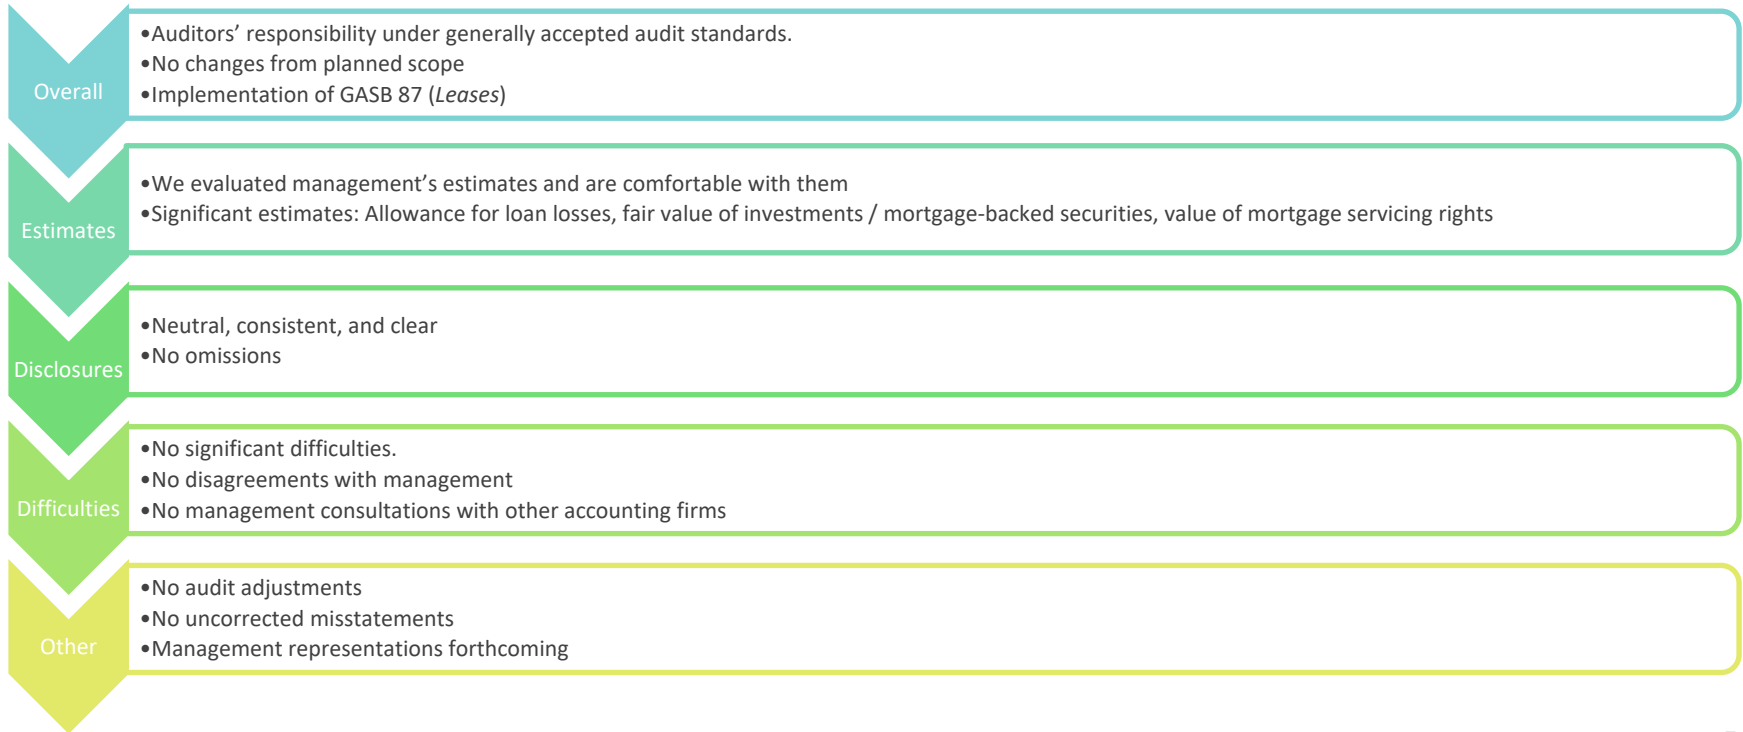 Overall
•Auditors’ responsibility under generally accepted audit standards.
•No changes from planned scope
•Implementation of GASB 87 (Leases)
Estimates
•We evaluated management’s estimates and are comfortable with them
•Significant estimates: Allowance for loan losses, fair value of investments / mortgage-backed securities, value of mortgage servicing rights
Disclosures
•Neutral, consistent, and clear
•No omissions
Difficulties
•No significant difficulties.
•No disagreements with management
•No management consultations with other accounting firms
Other
•No audit adjustments
•No uncorrected misstatements
•Management representations forthcoming